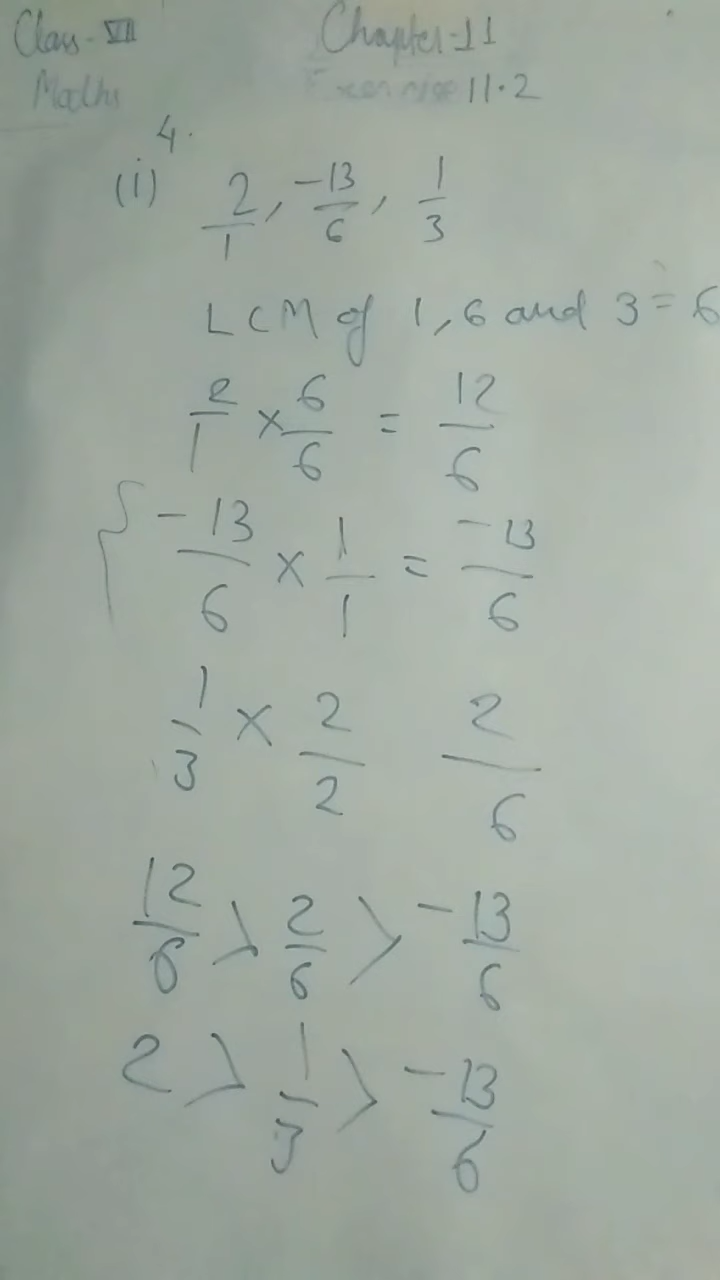 Class-VII Chapter-11
Maths Exercise 11.2
4.
(i) 2/1, -13/6, 1/3
LCM of 1,6 and 3 = 6
2/1 × 6/6 = 12/6
-13/6 × 1/1 = -13/6
1/3 × 2/2 2/6
12/6 > 2/6 > -13/6
2 > 1/3 > -13/6